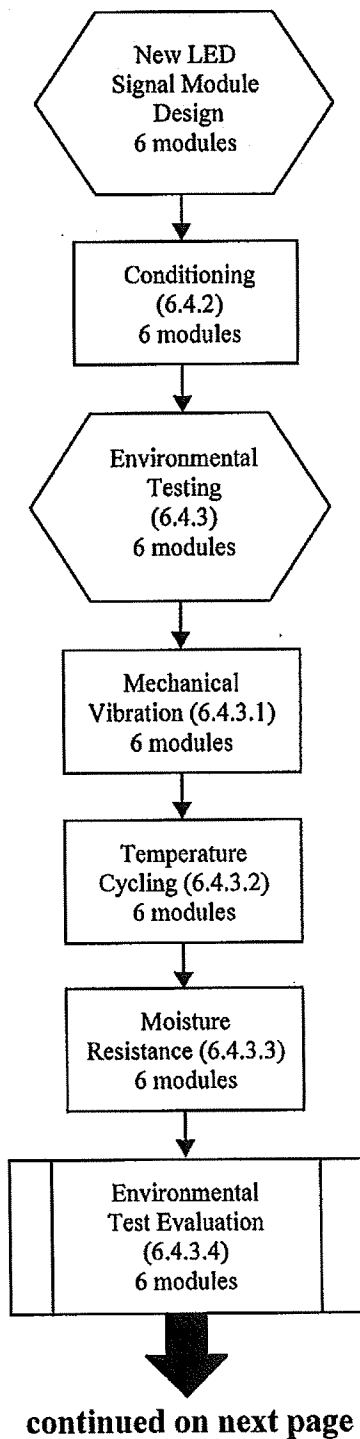 New LED
Signal Module
Design
6 modules
Conditioning
(6.4.2)
6 modules
Environmental
Testing
(6.4.3)
6 modules
Mechanical
Vibration (6.4.3.1)
6 modules
Temperature
Cycling (6.4.3.2)
6 modules
Moisture
Resistance (6.4.3.3)
6 modules
Environmental
Test Evaluation
(6.4.3.4)
6 modules
continued on next page